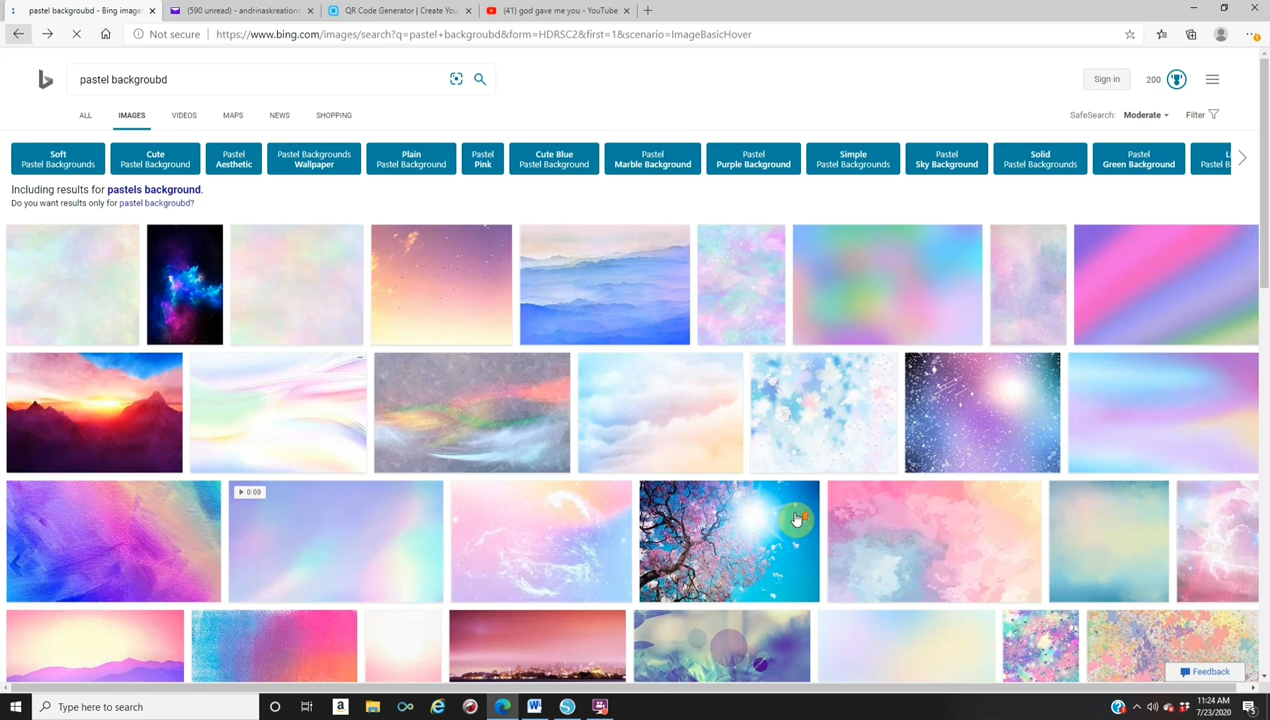 pastel backgroubd - Bing image
(590 unread) - andrinaskreation
QR Code Generator | Create You
(41) god gave me you - YouTube
Not secure
https://www.bing.com/images/search?q=pastel+backgroubd&form=HDRSC2&first=1&scenario=ImageBasicHover
pastel backgroubd
Sign in
200
ALL
IMAGES
VIDEOS
MAPS
NEWS
SHOPPING
SafeSearch: Moderate
Filter
Soft
Pastel Backgrounds
Cute
Pastel Background
Pastel
Aesthetic
Pastel Backgrounds
Wallpaper
Plain
Pastel Background
Pastel
Pink
Cute Blue
Pastel Backgrounds
Pastel
Marble Background
Pastel
Purple Background
Simple
Pastel Backgrounds
Pastel
Sky Background
Solid
Pastel Backgrounds
Pastel
Green Background
Pastel B
Including results for pastels background.
Do you want results only for pastel backgroubd?
0:09
Feedback
Type here to search
11:24 AM
7/23/2020